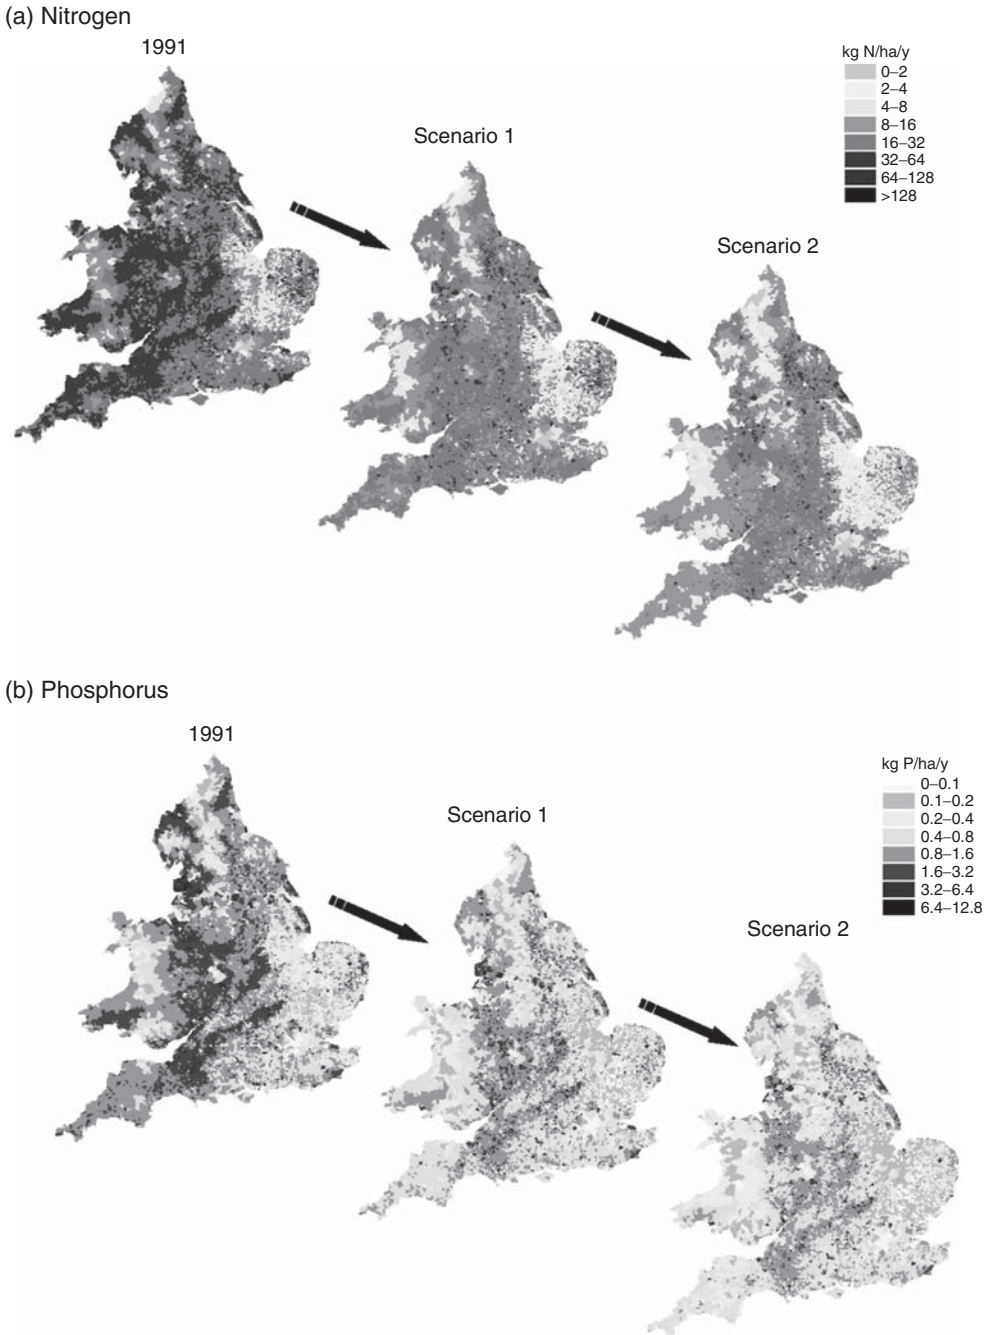 (a) Nitrogen
1991
kg N/ha/y
0–2
2–4
4–8
8–16
16–32
32–64
64–128
>128
Scenario 1
Scenario 2
(b) Phosphorus
1991
kg P/ha/y
0–0.1
0.1–0.2
0.2–0.4
0.4–0.8
0.8–1.6
1.6–3.2
3.2–6.4
6.4–12.8
Scenario 1
Scenario 2